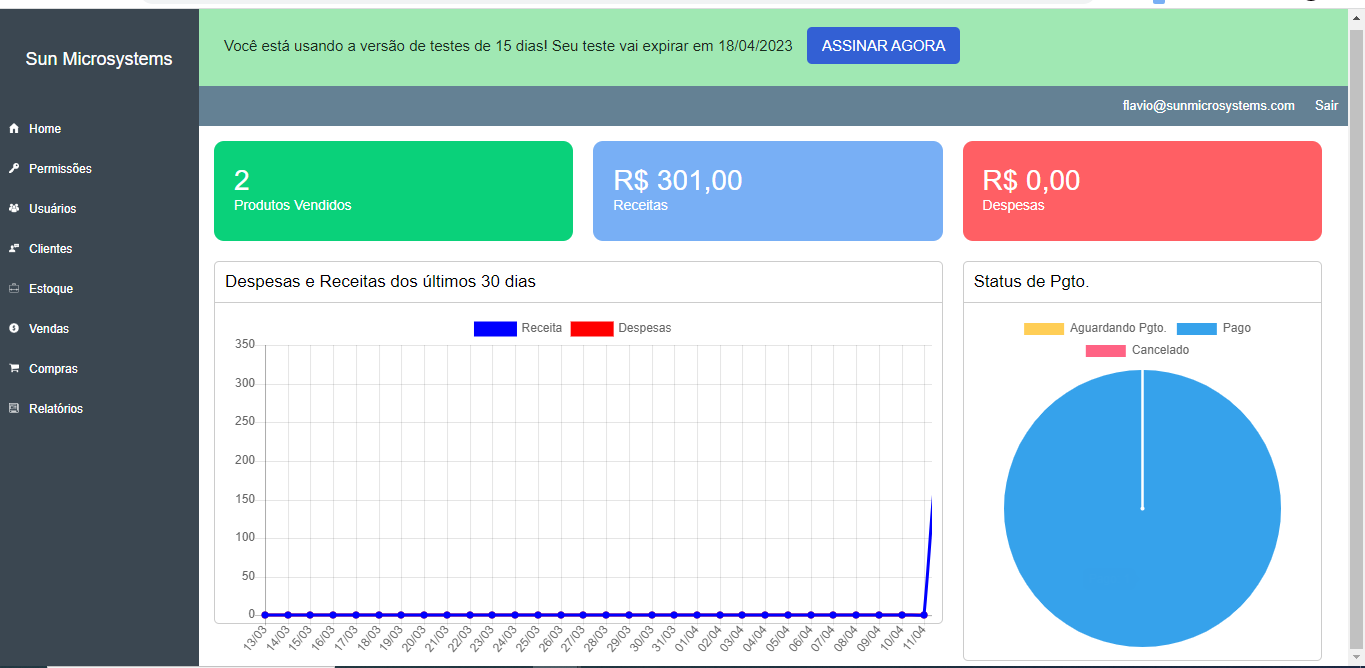 Sun Microsystems
Home
Permissões
Usuários
Clientes
Estoque
Vendas
Compras
Relatórios
Você está usando a versão de testes de 15 dias! Seu teste vai expirar em 18/04/2023
ASSINAR AGORA
flavio@sunmicrosystems.com Sair
2
Produtos Vendidos
R$ 301,00
Receitas
R$ 0,00
Despesas
Despesas e Receitas dos últimos 30 dias
Receita Despesas
350
300
250
200
150
100
50
0
13/03 14/03 15/03 16/03 17/03 18/03 19/03 20/03 21/03 22/03 23/03 24/03 25/03 26/03 27/03 28/03 29/03 30/03 31/03 01/04 02/04 03/04 04/04 05/04 06/04 07/04 08/04 09/04 10/04 11/04
Status de Pgto.
Aguardando Pgto. Pago
Cancelado